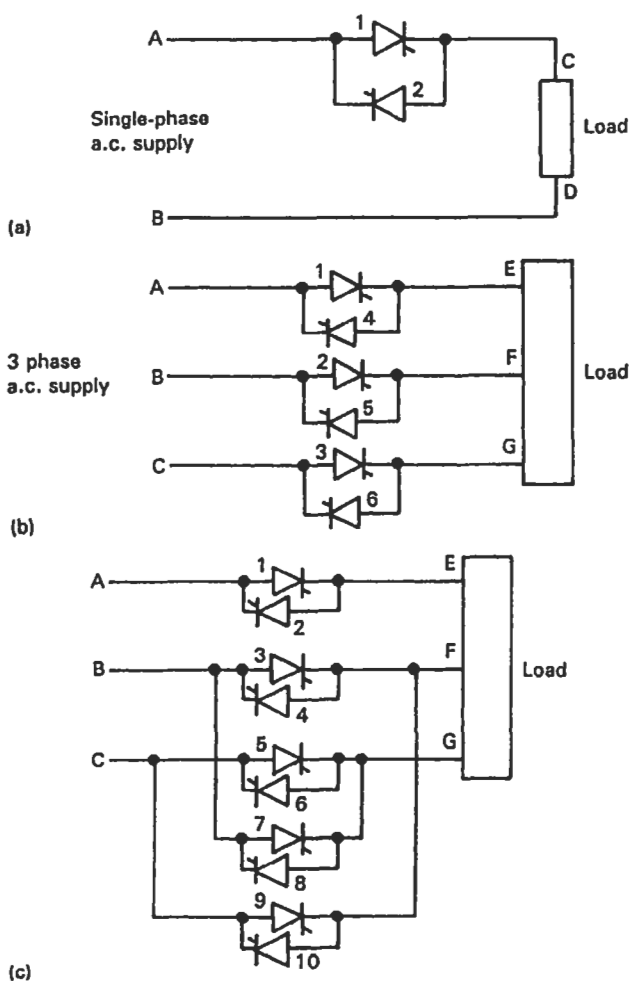 A
1
2
C
Load
D
Single-phase
a.c. supply
B
(a)
A
1
4
E
3 phase
a.c. supply
B
2
5
F
Load
C
3
6
G
(b)
A
1
2
E
B
3
4
F
Load
C
5
6
G
7
8
9
10
(c)